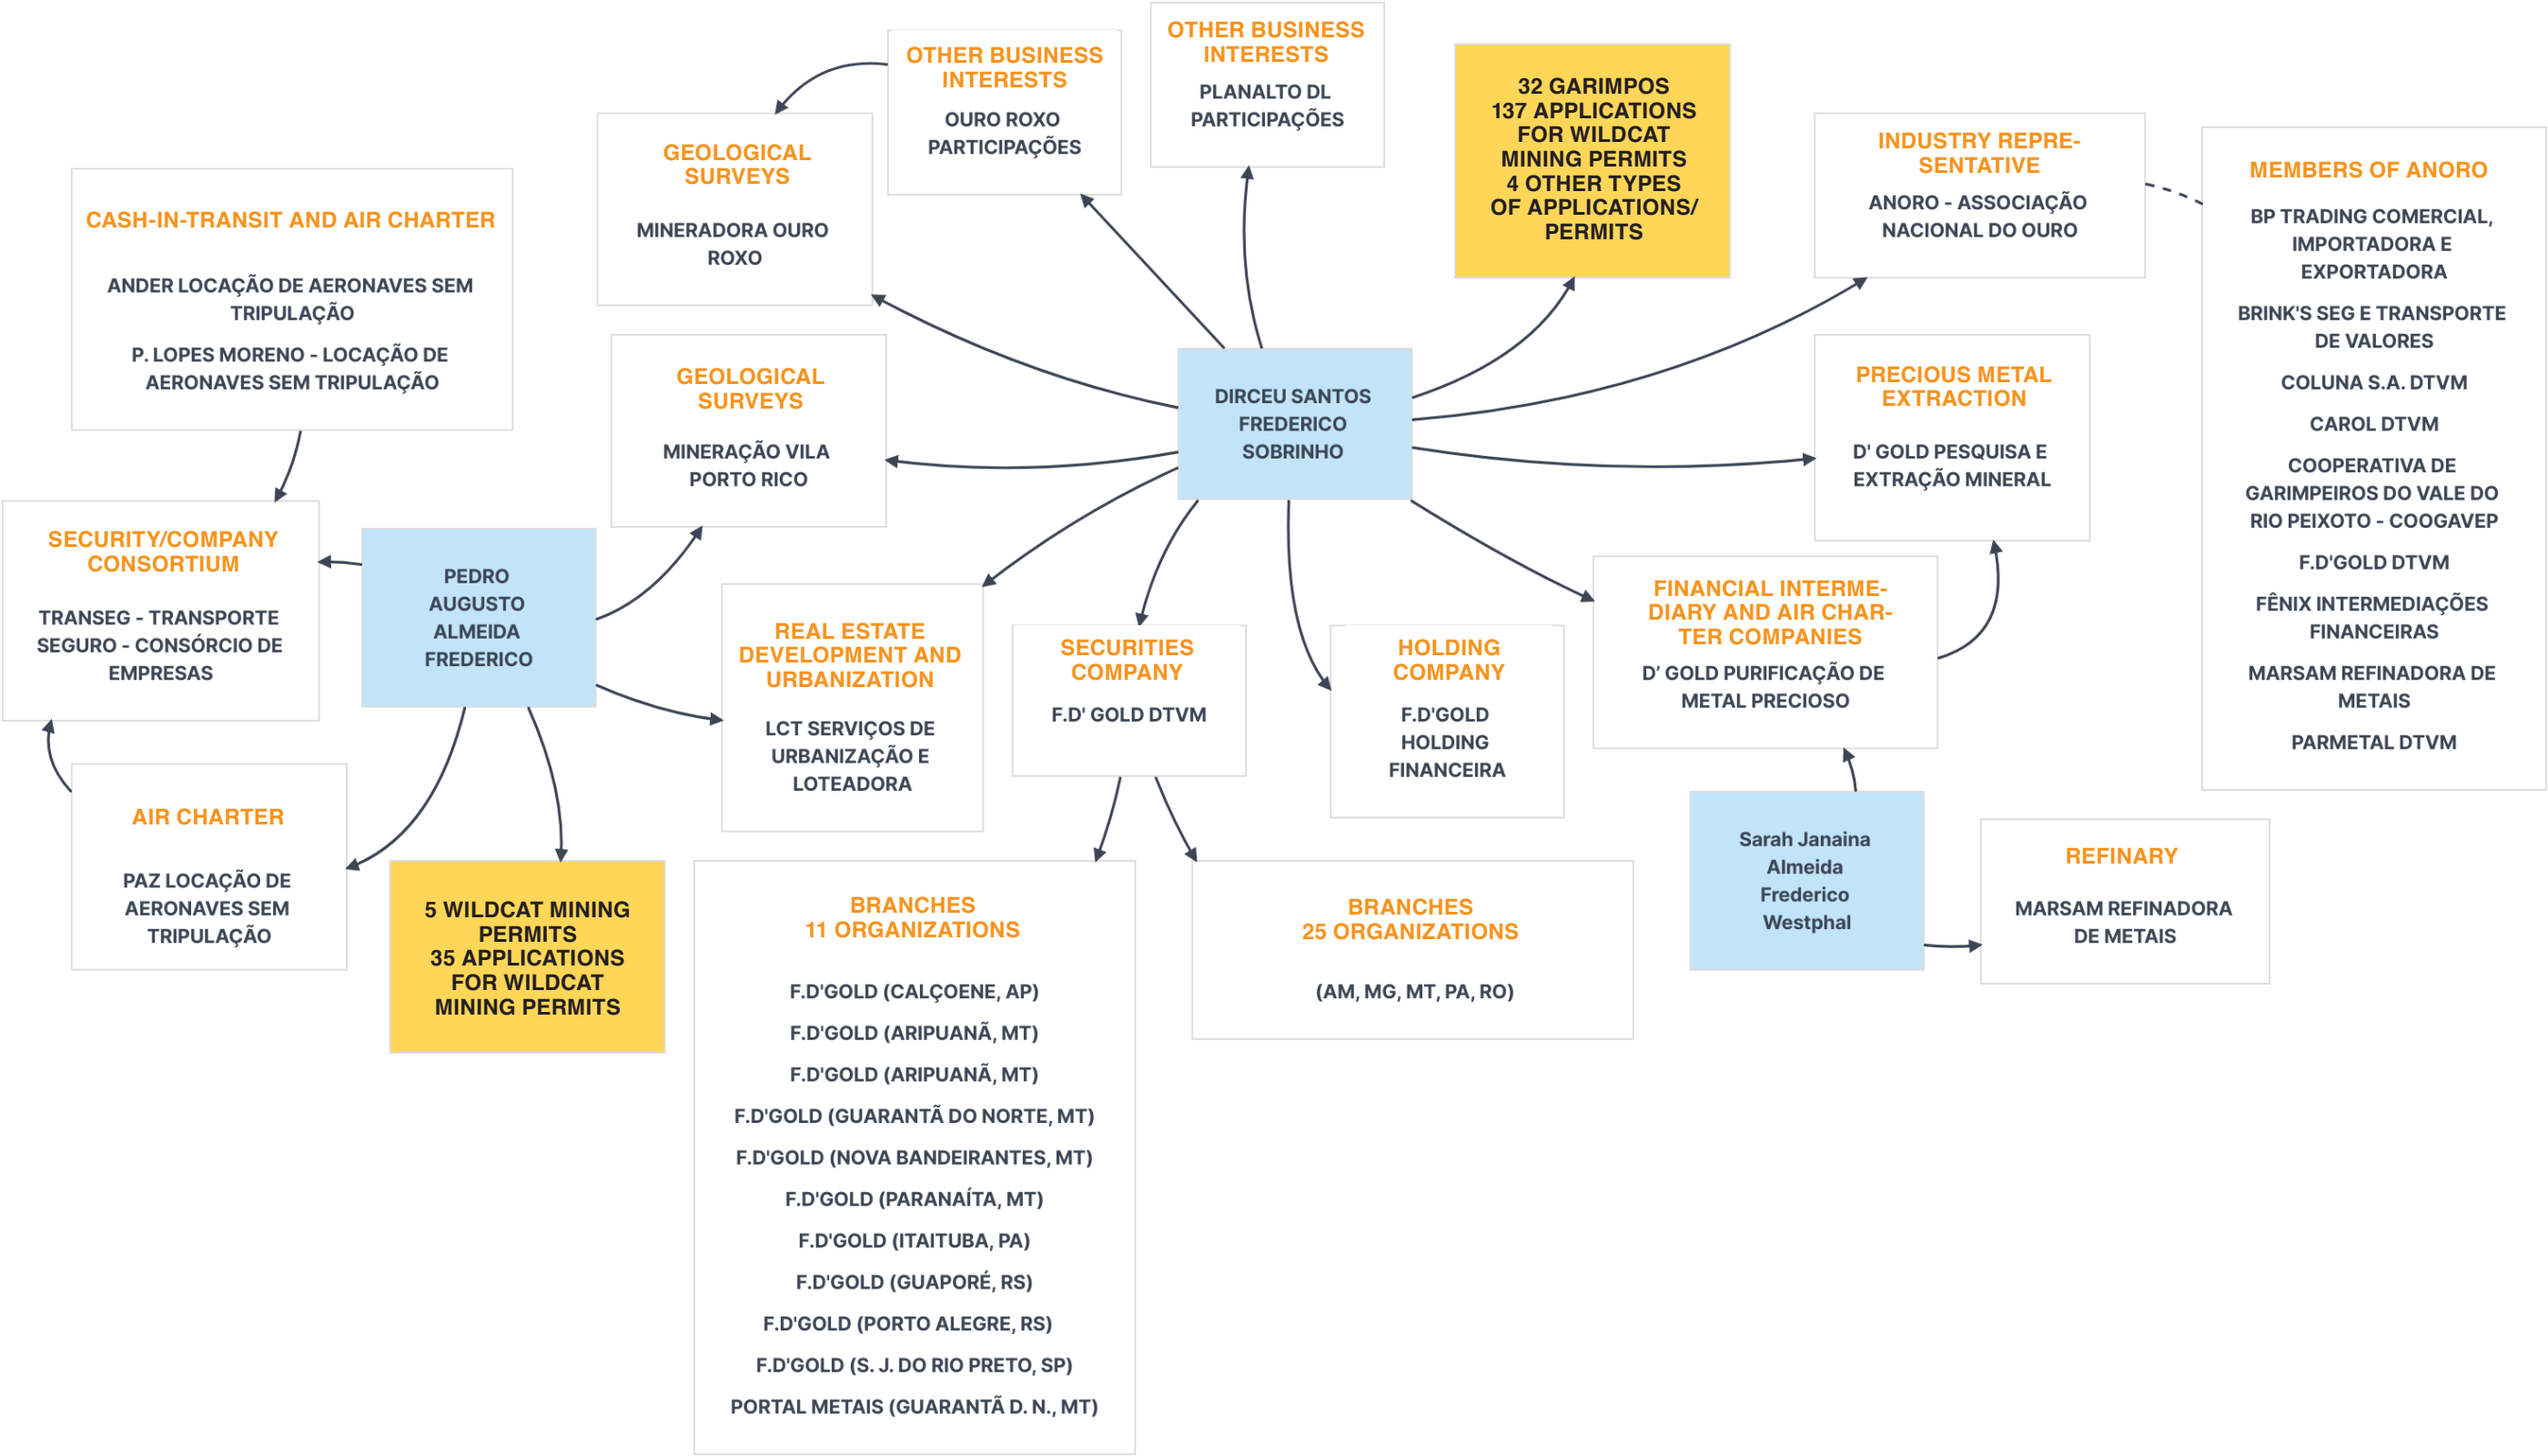 OTHER BUSINESS
INTERESTS
PLANALTO DL
PARTICIPAÇÕES
OTHER BUSINESS
INTERESTS
OURO ROXO
PARTICIPAÇÕES
32 GARIMPOS
137 APPLICATIONS
FOR WILDCAT
MINING PERMITS
4 OTHER TYPES
OF APPLICATIONS/
PERMITS
GEOLOGICAL
SURVEYS
MINERADORA OURO
ROXO
INDUSTRY REPRE-
SENTATIVE
ANORO - ASSOCIAÇÃO
NACIONAL DO OURO
MEMBERS OF ANORO
BP TRADING COMERCIAL,
IMPORTADORA E
EXPORTADORA
BRINK'S SEG E TRANSPORTE
DE VALORES
COLUNA S.A. DTVM
CAROL DTVM
COOPERATIVA DE
GARIMPEIROS DO VALE DO
RIO PEIXOTO - COOGAVEP
F.D'GOLD DTVM
FÊNIX INTERMEDIAÇÕES
FINANCEIRAS
MARSAM REFINADORA DE
METAIS
PARMETAL DTVM
CASH-IN-TRANSIT AND AIR CHARTER
ANDER LOCAÇÃO DE AERONAVES SEM
TRIPULAÇÃO
P. LOPES MORENO - LOCAÇÃO DE
AERONAVES SEM TRIPULAÇÃO
GEOLOGICAL
SURVEYS
MINERAÇÃO VILA
PORTO RICO
DIRCEU SANTOS
FREDERICO
SOBRINHO
PRECIOUS METAL
EXTRACTION
D' GOLD PESQUISA E
EXTRAÇÃO MINERAL
SECURITY/COMPANY
CONSORTIUM
TRANSEG - TRANSPORTE
SEGURO - CONSÓRCIO DE
EMPRESAS
PEDRO
AUGUSTO
ALMEIDA
FREDERICO
REAL ESTATE
DEVELOPMENT AND
URBANIZATION
LCT SERVIÇOS DE
URBANIZAÇÃO E
LOTEADORA
SECURITIES
COMPANY
F.D' GOLD DTVM
HOLDING
COMPANY
F.D'GOLD
HOLDING
FINANCEIRA
FINANCIAL INTERME-
DIARY AND AIR CHAR-
TER COMPANIES
D’ GOLD PURIFICAÇÃO DE
METAL PRECIOSO
AIR CHARTER
PAZ LOCAÇÃO DE
AERONAVES SEM
TRIPULAÇÃO
5 WILDCAT MINING
PERMITS
35 APPLICATIONS
FOR WILDCAT
MINING PERMITS
BRANCHES
11 ORGANIZATIONS
F.D'GOLD (CALÇOENE, AP)
F.D'GOLD (ARIPUANÃ, MT)
F.D'GOLD (ARIPUANÃ, MT)
F.D'GOLD (GUARANTÃ DO NORTE, MT)
F.D'GOLD (NOVA BANDEIRANTES, MT)
F.D'GOLD (PARANAÍTA, MT)
F.D'GOLD (ITAITUBA, PA)
F.D'GOLD (GUAPORÉ, RS)
F.D'GOLD (PORTO ALEGRE, RS)
F.D'GOLD (S. J. DO RIO PRETO, SP)
PORTAL METAIS (GUARANTÃ D. N., MT)
BRANCHES
25 ORGANIZATIONS
(AM, MG, MT, PA, RO)
Sarah Janaina
Almeida
Frederico
Westphal
REFINARY
MARSAM REFINADORA
DE METAIS